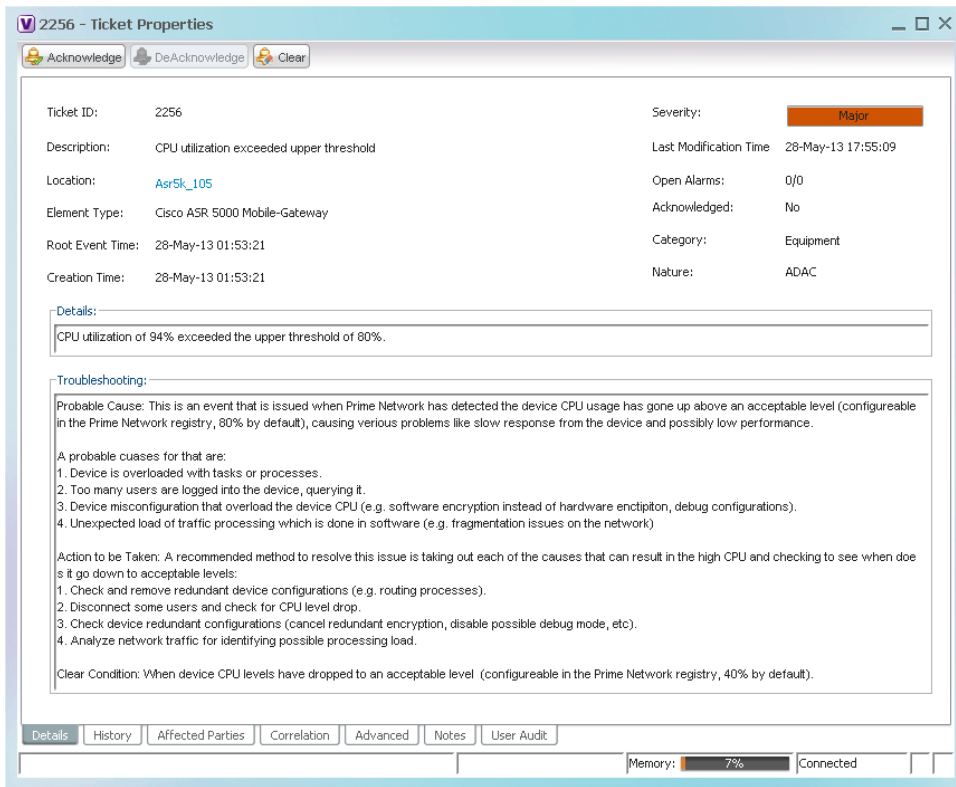 2256 - Ticket Properties
Acknowledge DeAcknowledge Clear
Ticket ID: 2256 Severity: Major
Description: CPU utilization exceeded upper threshold Last Modification Time 28-May-13 17:55:09
Location: Asr5k_105 Open Alarms: 0/0
Element Type: Cisco ASR 5000 Mobile-Gateway Acknowledged: No
Root Event Time: 28-May-13 01:53:21 Category: Equipment
Creation Time: 28-May-13 01:53:21 Nature: ADAC
Details:
CPU utilization of 94% exceeded the upper threshold of 80%.
Troubleshooting:
Probable Cause: This is an event that is issued when Prime Network has detected the device CPU usage has gone up above an acceptable level (configureable
in the Prime Network registry, 80% by default), causing verious problems like slow response from the device and possibly low performance.
A probable cuases for that are:
1. Device is overloaded with tasks or processes.
2. Too many users are logged into the device, querying it.
3. Device misconfiguration that overload the device CPU (e.g. software encryption instead of hardware enctipiton, debug configurations).
4. Unexpected load of traffic processing which is done in software (e.g. fragmentation issues on the network)
Action to be Taken: A recommended method to resolve this issue is taking out each of the causes that can result in the high CPU and checking to see when doe
s it go down to acceptable levels:
1. Check and remove redundant device configurations (e.g. routing processes).
2. Disconnect some users and check for CPU level drop.
3. Check device redundant configurations (cancel redundant encryption, disable possible debug mode, etc).
4. Analyze network traffic for identifying possible processing load.
Clear Condition: When device CPU levels have dropped to an acceptable level (configureable in the Prime Network registry, 40% by default).
Details History Affected Parties Correlation Advanced Notes User Audit
Memory: 7% Connected